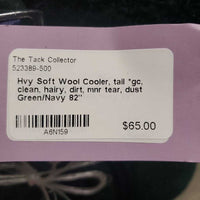 The Tack Collector
523389-500
Hvy Soft Wool Cooler, tail *gc,
clean, hairy, dirt, mnr tear, dust
Green/Navy 82"
A6N159
$65.00